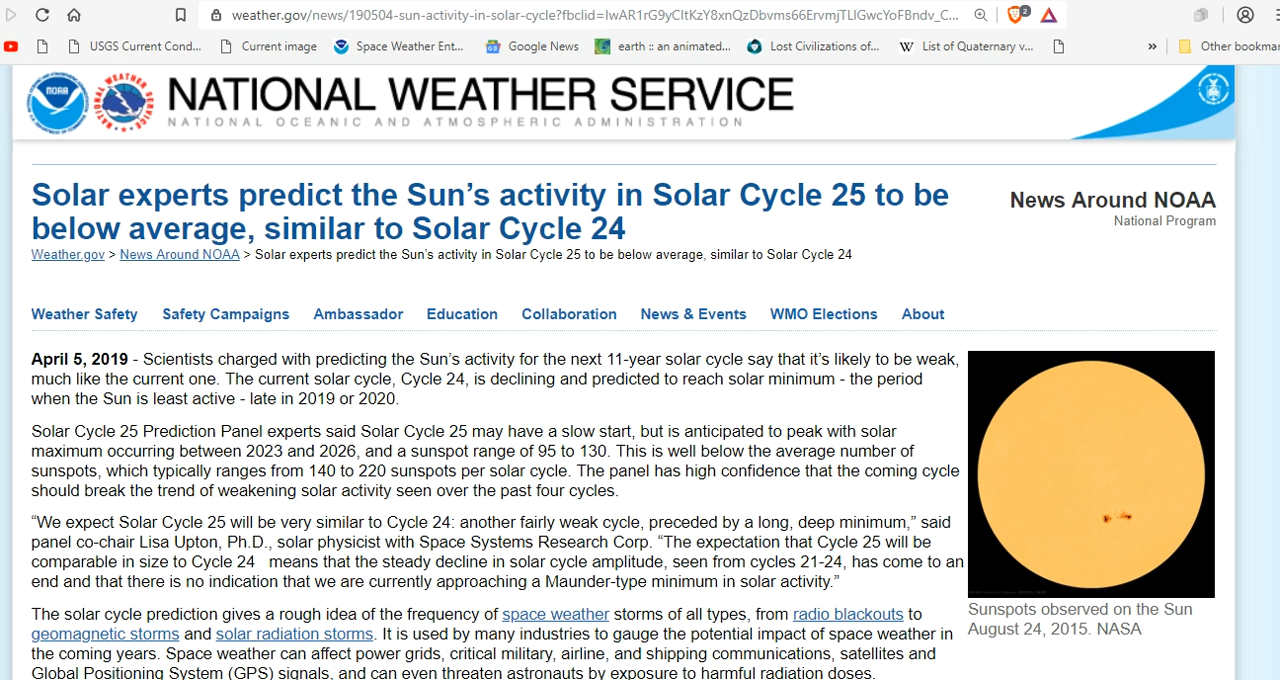 weather.gov/news/190504-sun-activity-in-solar-cycle?fbclid=IwAR1rG9yCItKzY8xnQzDbvms66ErvmjTLlGwcYoFBndv_C...
2
USGS Current Cond... Current image Space Weather Ent... Google News earth :: an animated... Lost Civilizations of... W List of Quaternary v... » Other bookmar
NOAA
NATIONAL WEATHER SERVICE
NATIONAL OCEANIC AND ATMOSPHERIC ADMINISTRATION
Solar experts predict the Sun’s activity in Solar Cycle 25 to be
below average, similar to Solar Cycle 24
News Around NOAA
National Program
Weather.gov > News Around NOAA > Solar experts predict the Sun’s activity in Solar Cycle 25 to be below average, similar to Solar Cycle 24
Weather Safety Safety Campaigns Ambassador Education Collaboration News & Events WMO Elections About
April 5, 2019 - Scientists charged with predicting the Sun’s activity for the next 11-year solar cycle say that it’s likely to be weak,
much like the current one. The current solar cycle, Cycle 24, is declining and predicted to reach solar minimum - the period
when the Sun is least active - late in 2019 or 2020.
Solar Cycle 25 Prediction Panel experts said Solar Cycle 25 may have a slow start, but is anticipated to peak with solar
maximum occurring between 2023 and 2026, and a sunspot range of 95 to 130. This is well below the average number of
sunspots, which typically ranges from 140 to 220 sunspots per solar cycle. The panel has high confidence that the coming cycle
should break the trend of weakening solar activity seen over the past four cycles.
“We expect Solar Cycle 25 will be very similar to Cycle 24: another fairly weak cycle, preceded by a long, deep minimum,” said
panel co-chair Lisa Upton, Ph.D., solar physicist with Space Systems Research Corp. “The expectation that Cycle 25 will be
comparable in size to Cycle 24 means that the steady decline in solar cycle amplitude, seen from cycles 21-24, has come to an
end and that there is no indication that we are currently approaching a Maunder-type minimum in solar activity.”
The solar cycle prediction gives a rough idea of the frequency of space weather storms of all types, from radio blackouts to
geomagnetic storms and solar radiation storms. It is used by many industries to gauge the potential impact of space weather in
the coming years. Space weather can affect power grids, critical military, airline, and shipping communications, satellites and
Global Positioning System (GPS) signals, and can even threaten astronauts by exposure to harmful radiation doses.
Sunspots observed on the Sun
August 24, 2015. NASA